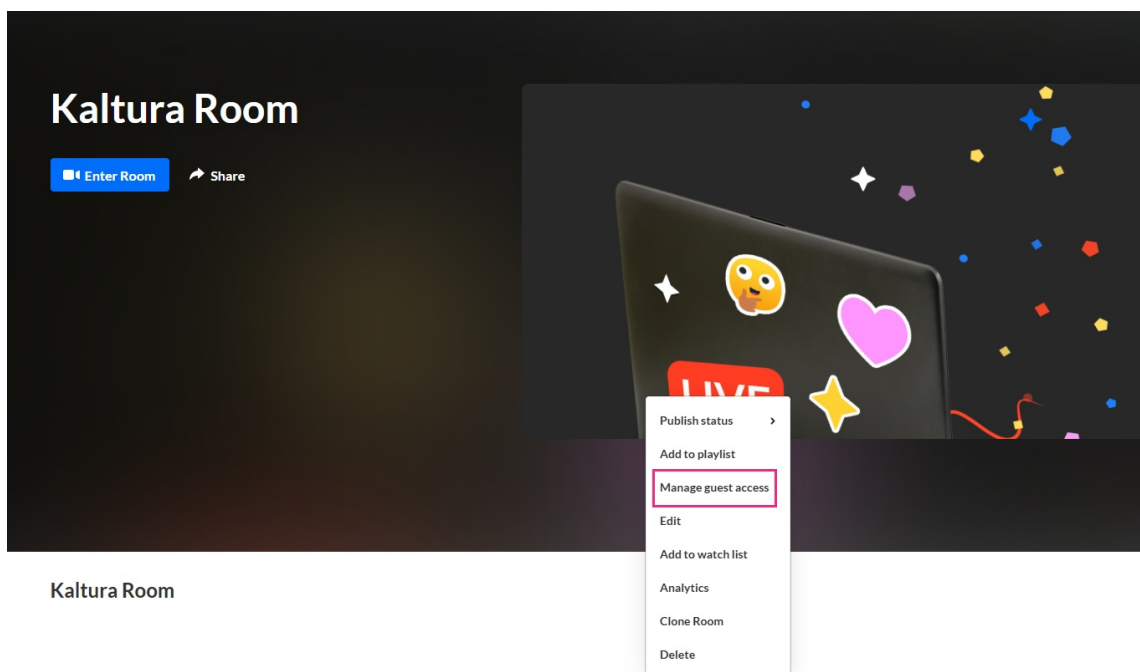 Kaltura Room
Enter Room
Share
LIVE
Publish status
Add to playlist
Manage guest access
Edit
Add to watch list
Analytics
Clone Room
Delete
Kaltura Room